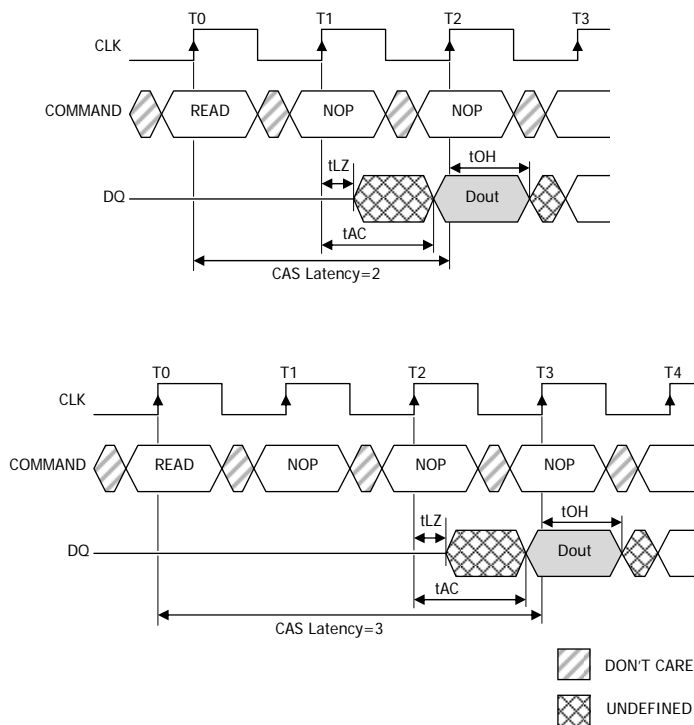 T0 T1 T2 T3
CLK
COMMAND READ NOP NOP
tLZ tOH
DQ Dout
tAC
CAS Latency=2
T0 T1 T2 T3 T4
CLK
COMMAND READ NOP NOP NOP
tLZ tOH
DQ Dout
tAC
CAS Latency=3
DON'T CARE
UNDEFINED